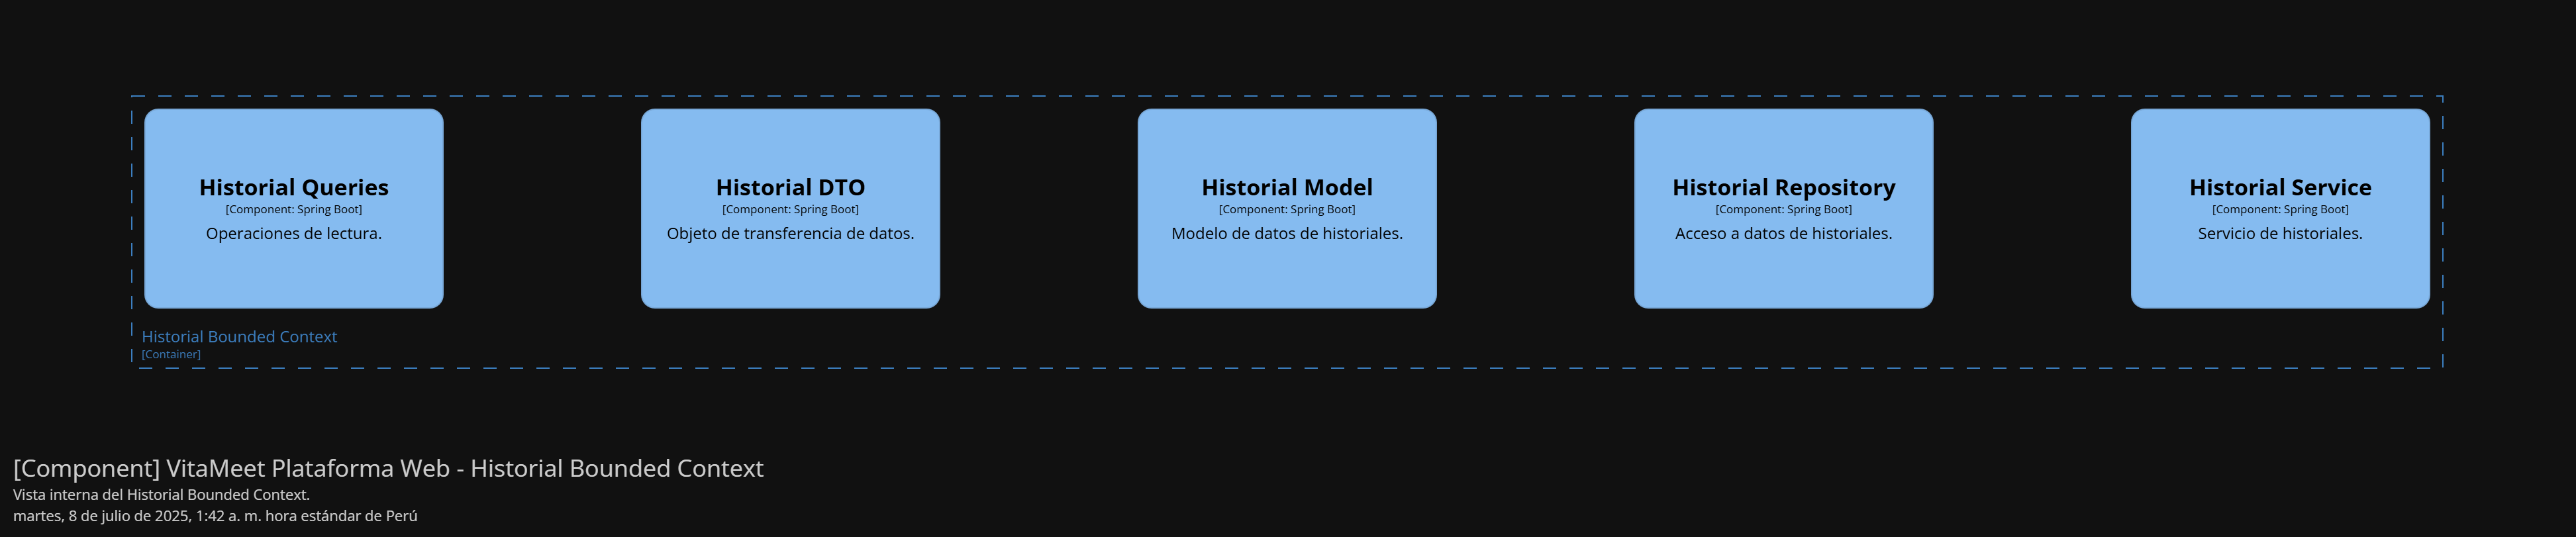 Historial Queries
[Component: Spring Boot]
Operaciones de lectura.
Historial DTO
[Component: Spring Boot]
Objeto de transferencia de datos.
Historial Model
[Component: Spring Boot]
Modelo de datos de historiales.
Historial Repository
[Component: Spring Boot]
Acceso a datos de historiales.
Historial Service
[Component: Spring Boot]
Servicio de historiales.
Historial Bounded Context
[Container]
[Component] VitaMeet Plataforma Web - Historial Bounded Context
Vista interna del Historial Bounded Context.
martes, 8 de julio de 2025, 1:42 a. m. hora estándar de Perú